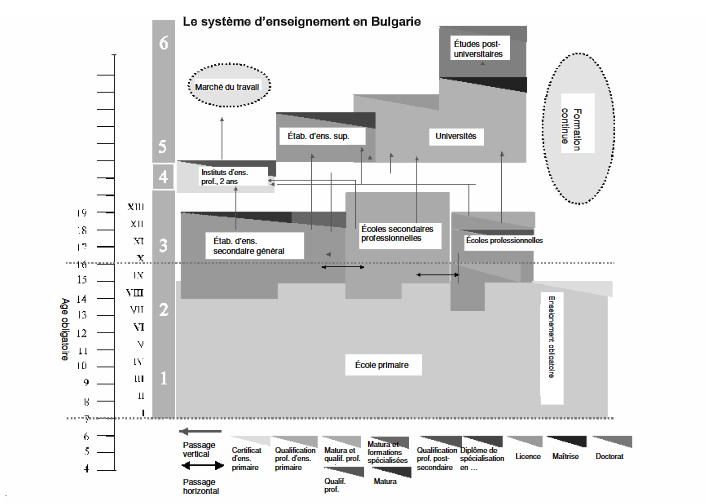 Le système d'enseignement en Bulgarie
6
Études post-
universitaires
Marché du travail
Formation
continue
Étab. d'ens. sup.
Universités
5
Instituts d'ens.
prof., 2 ans
4
XIII
19
XII
18
XI
17
X
16
IX
15
VIII
14
VII
13
VI
12
V
11
IV
10
III
9
II
8
I
7
6
5
4
Age obligatoire
3
2
1
Étab. d'ens.
secondaire général
Écoles secondaires
professionnelles
Écoles professionnelles
École primaire
Enseignement obligatoire
Passage
vertical
Passage
horizontal
Certificat
d'ens.
primaire
Qualification
prof. d'ens.
primaire
Matura et
qualif. prof.
Qualif.
prof.
Matura et
formations
spécialisées
Matura
Qualification
prof. post-
secondaire
Diplôme de
spécialisation
en ...
Licence
Maîtrise
Doctorat